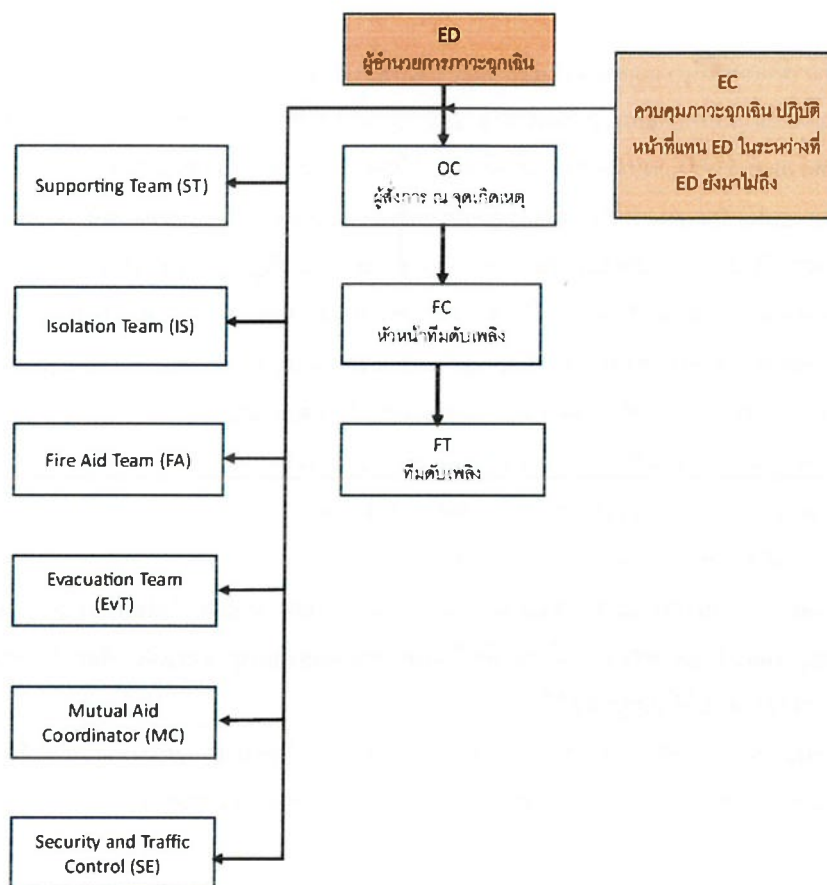 ED
ผู้อำนวยการภาวะฉุกเฉิน
EC
ควบคุมภาวะฉุกเฉิน ปฏิบัติ
หน้าที่แทน ED ในระหว่างที่
ED ยังมาไม่ถึง
OC
ผู้สั่งการ ณ จุดเกิดเหตุ
FC
หัวหน้าทีมดับเพลิง
FT
ทีมดับเพลิง
Supporting Team (ST)
Isolation Team (IS)
Fire Aid Team (FA)
Evacuation Team
(EvT)
Mutual Aid
Coordinator (MC)
Security and Traffic
Control (SE)